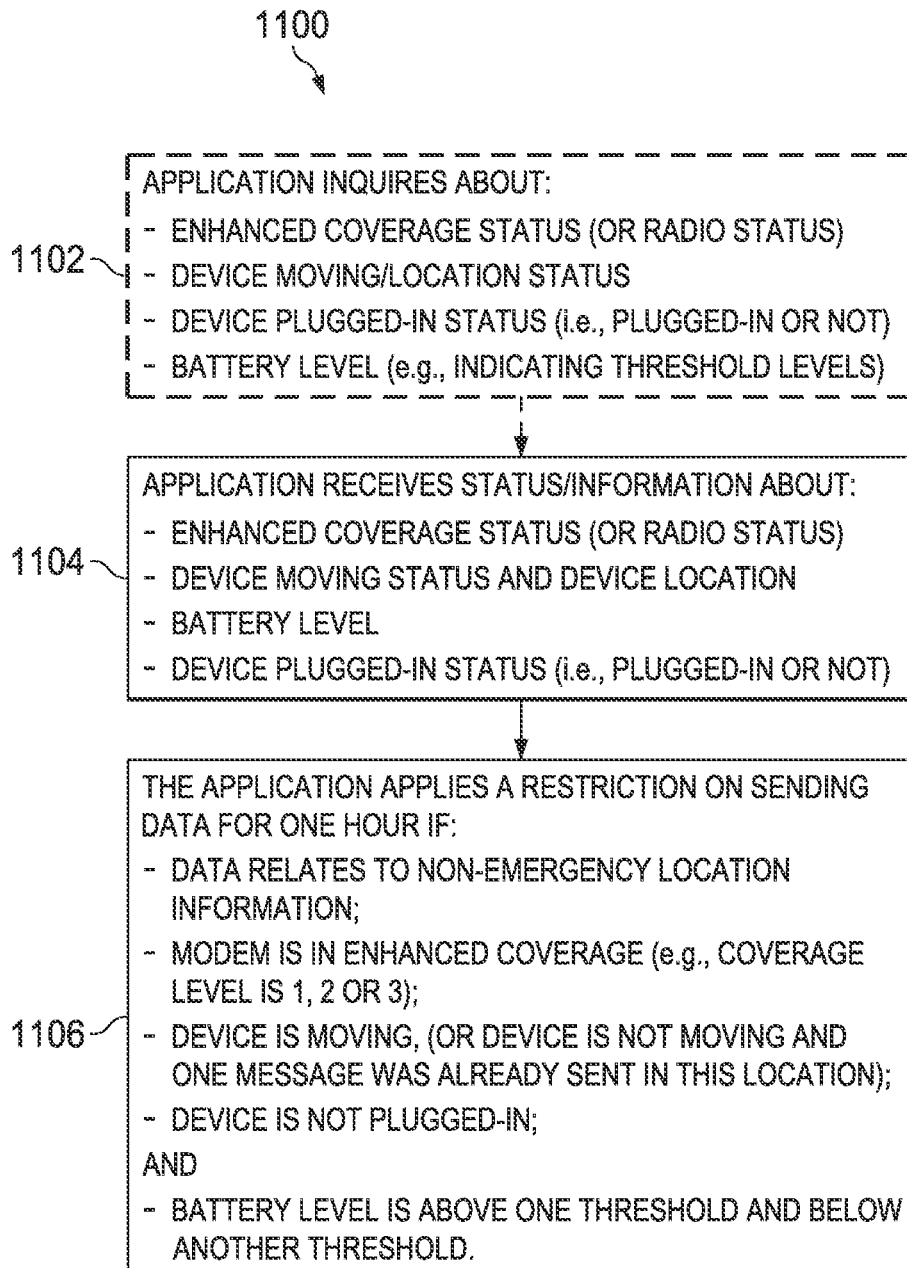 1100
APPLICATION INQUIRES ABOUT:
- ENHANCED COVERAGE STATUS (OR RADIO STATUS)
1102
- DEVICE MOVING/LOCATION STATUS
- DEVICE PLUGGED-IN STATUS (i.e., PLUGGED-IN OR NOT)
- BATTERY LEVEL (e.g., INDICATING THRESHOLD LEVELS)
APPLICATION RECEIVES STATUS/INFORMATION ABOUT:
- ENHANCED COVERAGE STATUS (OR RADIO STATUS)
1104
- DEVICE MOVING STATUS AND DEVICE LOCATION
- BATTERY LEVEL
- DEVICE PLUGGED-IN STATUS (i.e., PLUGGED-IN OR NOT)
THE APPLICATION APPLIES A RESTRICTION ON SENDING
DATA FOR ONE HOUR IF:
- DATA RELATES TO NON-EMERGENCY LOCATION
INFORMATION;
- MODEM IS IN ENHANCED COVERAGE (e.g., COVERAGE
LEVEL IS 1, 2 OR 3);
1106
- DEVICE IS MOVING, (OR DEVICE IS NOT MOVING AND
ONE MESSAGE WAS ALREADY SENT IN THIS LOCATION);
- DEVICE IS NOT PLUGGED-IN;
AND
- BATTERY LEVEL IS ABOVE ONE THRESHOLD AND BELOW
ANOTHER THRESHOLD.